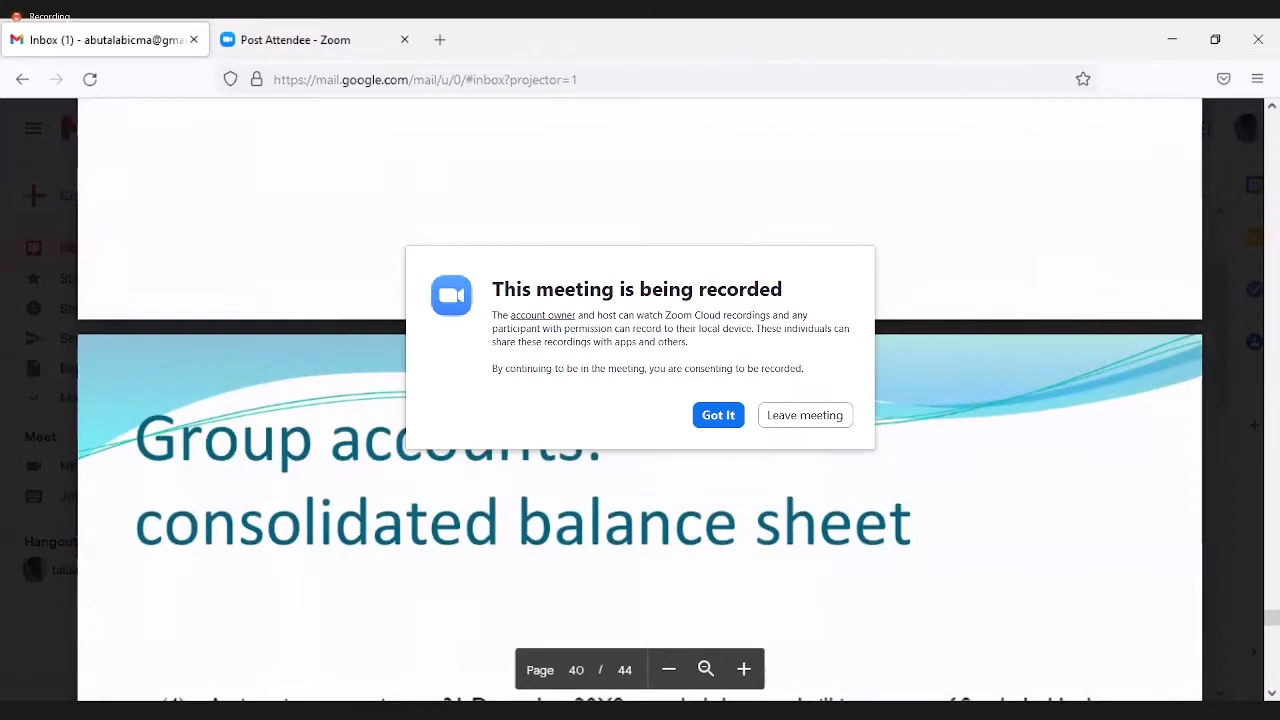 Recording
Inbox (1) - abutalabicma@gmai
Post Attendee - Zoom
https://mail.google.com/mail/u/0/#inbox?projector=1
This meeting is being recorded
The account owner and host can watch Zoom Cloud recordings and any
participant with permission can record to their local device. These individuals can
share these recordings with apps and others.
By continuing to be in the meeting, you are consenting to be recorded.
Got It
Leave meeting
Group accounts:
consolidated balance sheet
Meet
Hangout
Page 40 / 44